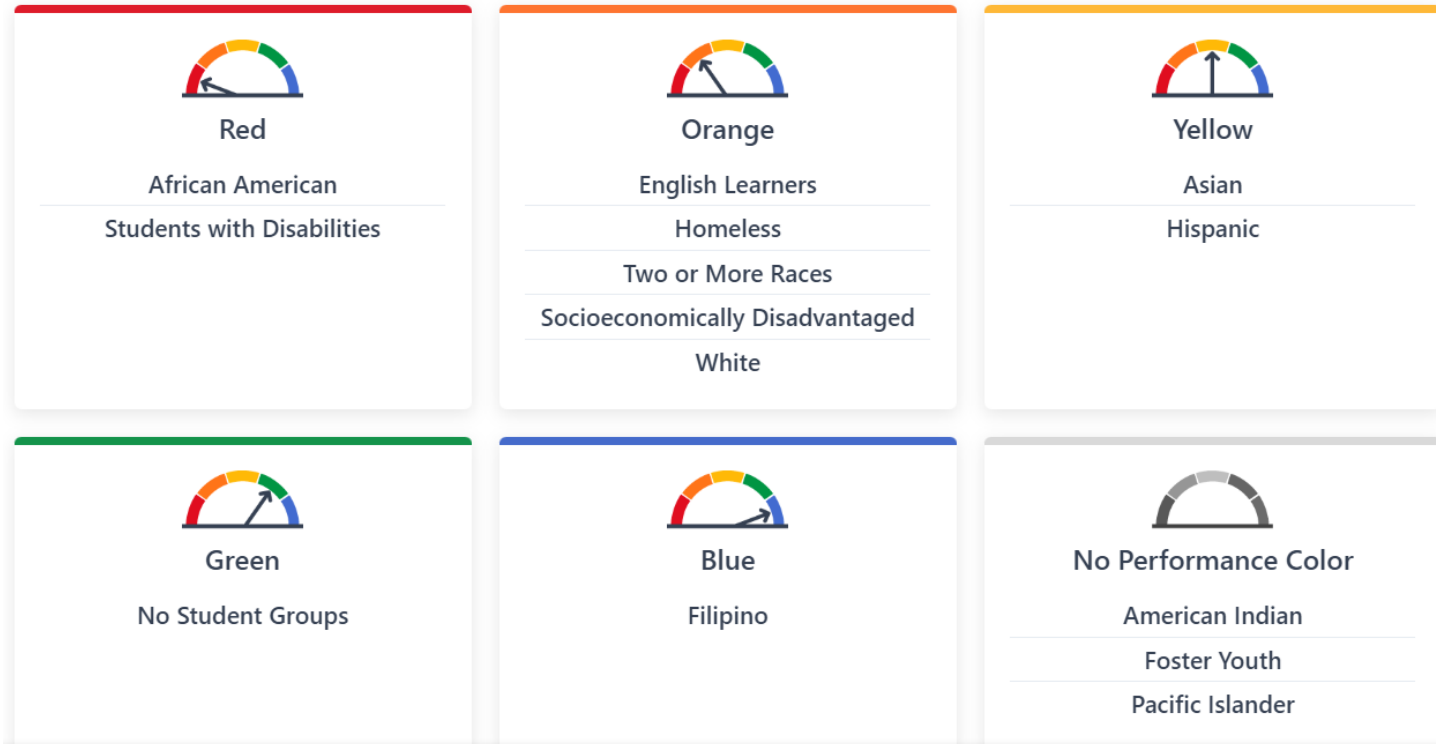 Red
African American
Students with Disabilities
Orange
English Learners
Homeless
Two or More Races
Socioeconomically Disadvantaged
White
Yellow
Asian
Hispanic
Green
No Student Groups
Blue
Filipino
No Performance Color
American Indian
Foster Youth
Pacific Islander